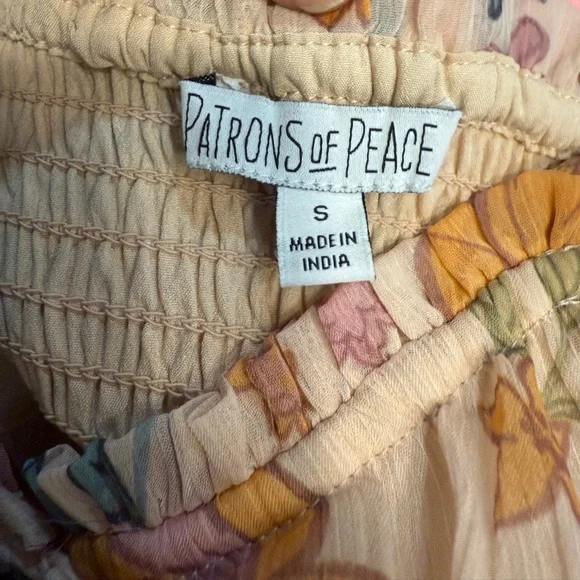 PATRONS OF PEACE
S
MADE IN
INDIA